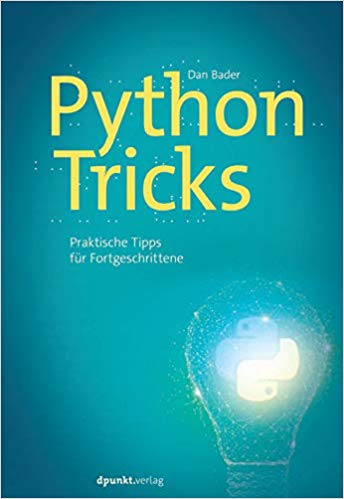 Dan Bader
Python
Tricks
Praktische Tipps
für Fortgeschrittene
dpunkt.verlag